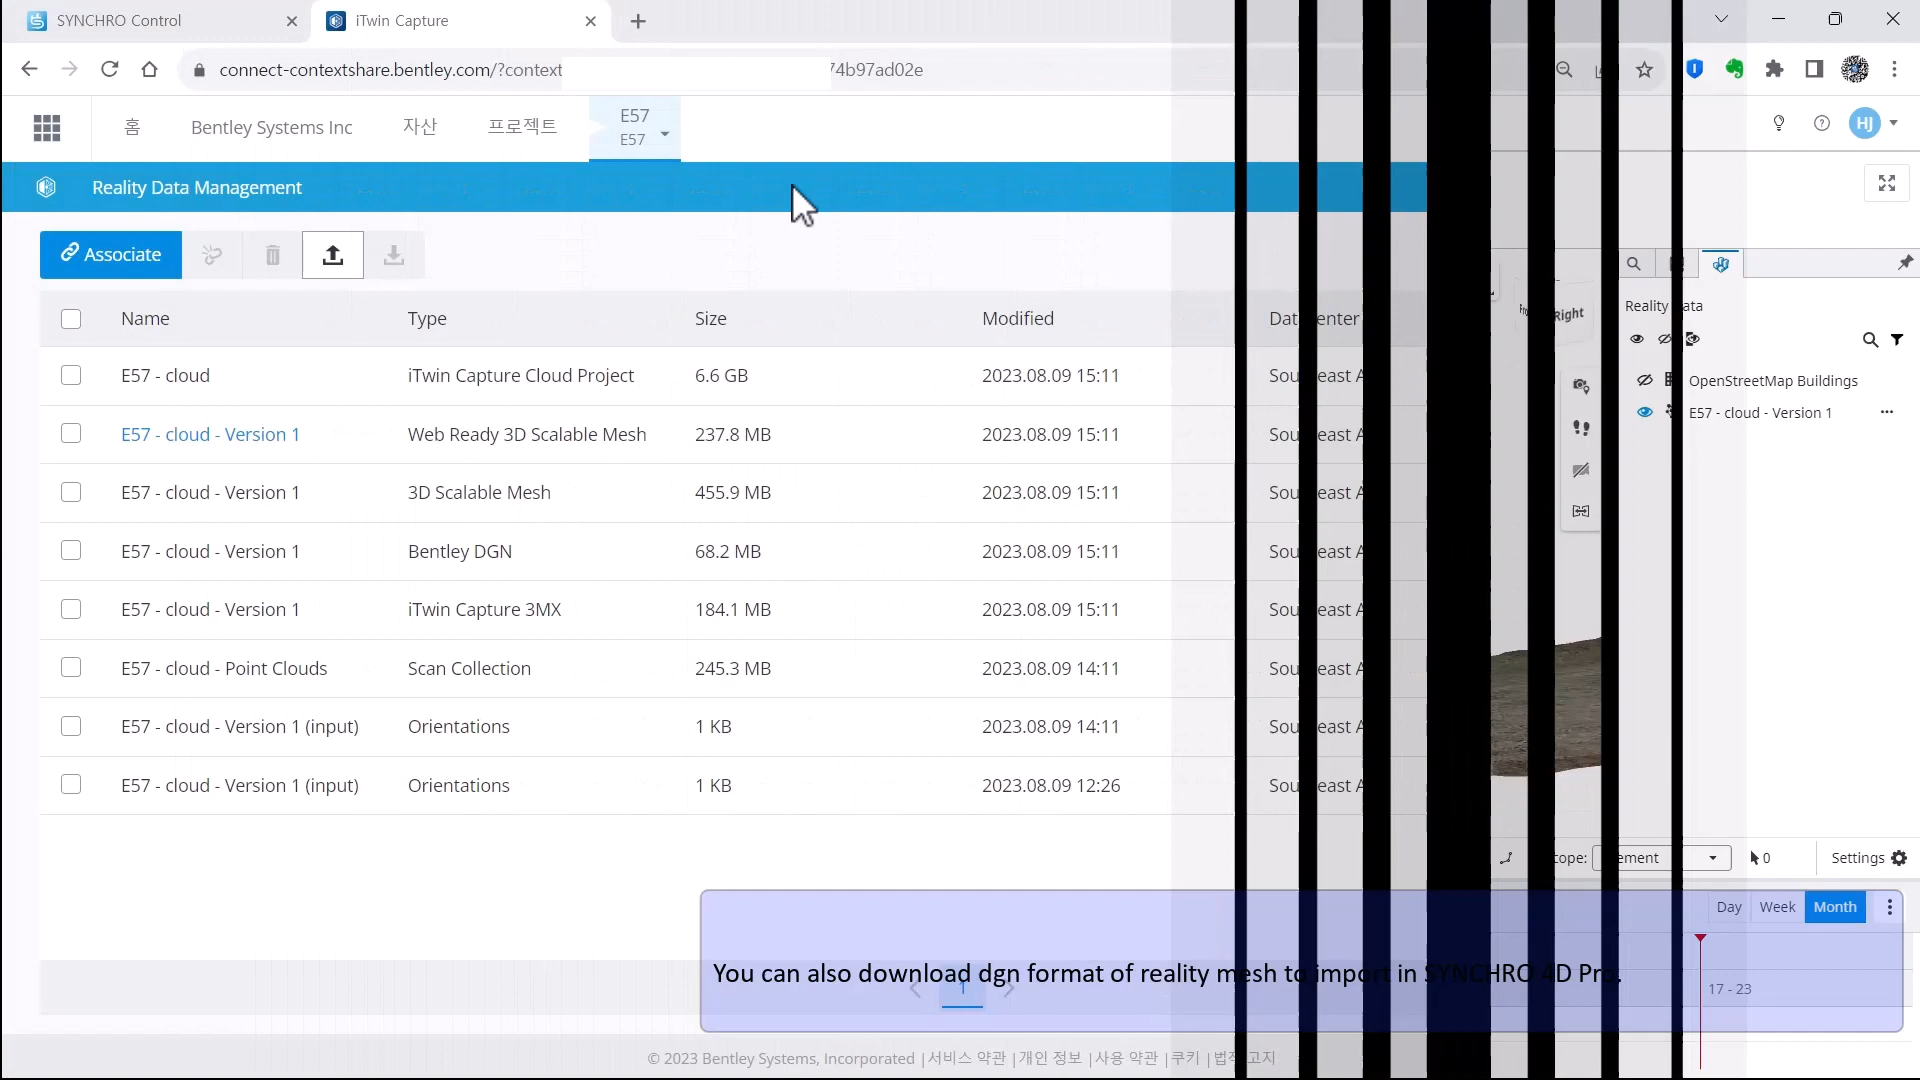 SYNCHRO Control
iTwin Capture
connect-contextshare.bentley.com/?context
74b97ad02e
홈
Bentley Systems Inc
자산
프로젝트
E57
E57
HJ
Reality Data Management
Associate
Name Type Size Modified
E57 - cloud iTwin Capture Cloud Project 6.6 GB 2023.08.09 15:11
E57 - cloud - Version 1 Web Ready 3D Scalable Mesh 237.8 MB 2023.08.09 15:11
E57 - cloud - Version 1 3D Scalable Mesh 455.9 MB 2023.08.09 15:11
E57 - cloud - Version 1 Bentley DGN 68.2 MB 2023.08.09 15:11
E57 - cloud - Version 1 iTwin Capture 3MX 184.1 MB 2023.08.09 15:11
E57 - cloud - Point Clouds Scan Collection 245.3 MB 2023.08.09 14:11
E57 - cloud - Version 1 (input) Orientations 1 KB 2023.08.09 14:11
E57 - cloud - Version 1 (input) Orientations 1 KB 2023.08.09 12:26
Right
Reality
OpenStreetMap Buildings
E57 - cloud - Version 1
0
Settings
Day Week Month
17 - 23
You can also download dgn format of reality mesh to import in SYNCHRO 4D Pro.
1
© 2023 Bentley Systems, Incorporated |서비스 약관 |개인 정보 |사용 약관 |쿠키